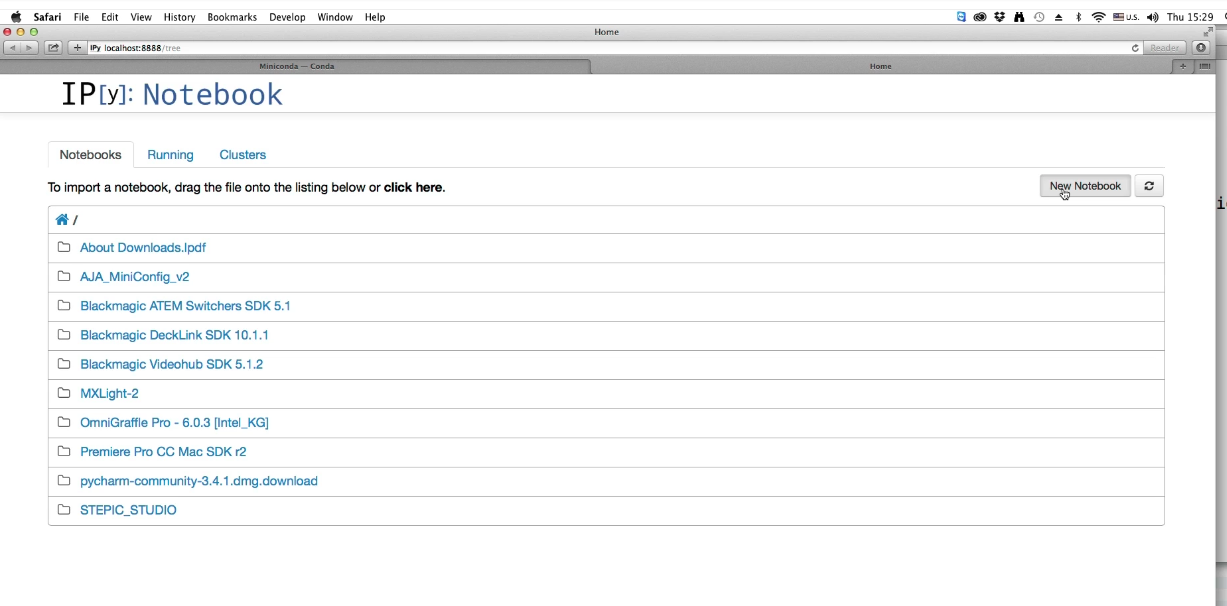 Safari File Edit View History Bookmarks Develop Window Help U.S. Thu 15:29
Home
IPy localhost:8888/tree Reader
Miniconda — Conda Home
IP[y]: Notebook
Notebooks Running Clusters
To import a notebook, drag the file onto the listing below or click here. New Notebook
/
About Downloads.lpdf
AJA_MiniConfig_v2
Blackmagic ATEM Switchers SDK 5.1
Blackmagic DeckLink SDK 10.1.1
Blackmagic Videohub SDK 5.1.2
MXLight-2
OmniGraffle Pro - 6.0.3 [Intel_KG]
Premiere Pro CC Mac SDK r2
pycharm-community-3.4.1.dmg.download
STEPIC_STUDIO